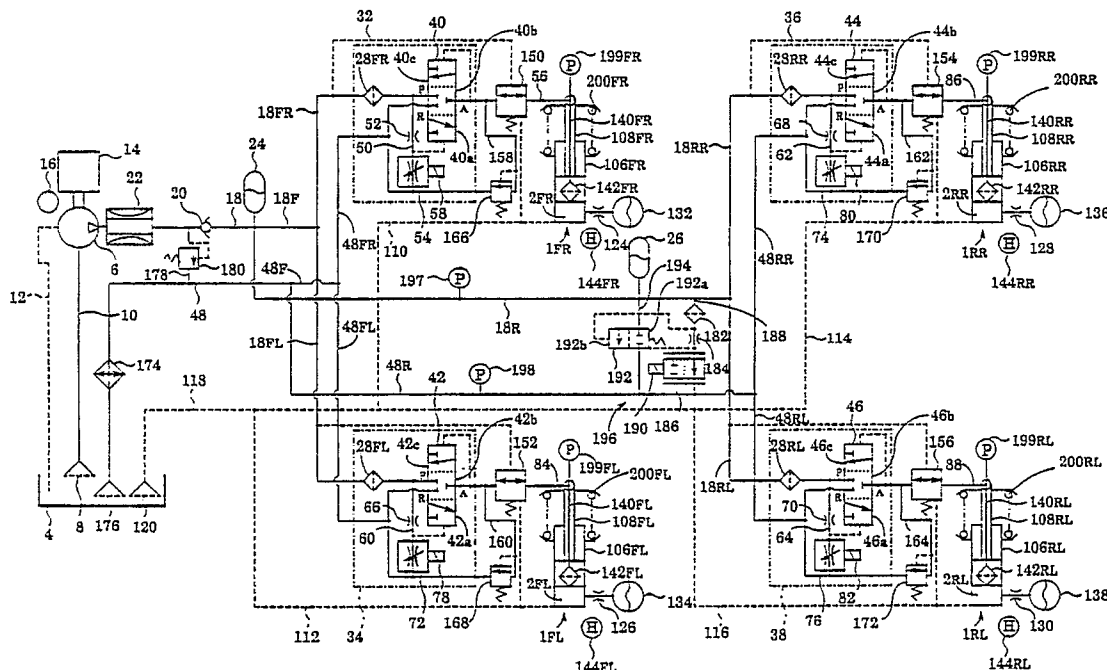 32 40 40b 36 44 44b
40c 150 199FR 44c 154 199RR
28FR P 56 200FR 28RR P 86 200RR
14
16 18FR R A 140FR 18RR R A 140RR
24 52 108FR 68 108RR
22 50 40a 158 106FR 62 44a 162 106RR
20 18 18F
142FR 142RR
58 2FR 132 80 2RR 136
54 166 124 74 170 128
6 180 48FR 110 1FR 26 H 48RR 1RR H
178 48F 144FR 194 144RR
12 48 197 P 192a
10 18R 182 188 114
18FL 48FL 192b 184
174 192
48R 198 P
118 196 190 186 48RL
42 42b 46 46b
42c 152 199FL 46c 156 199RL
28FL P 84 200FL 28RL P 88 200RL
R A 140FL 18RL R A 140RL
66 108FL 70 108RL
60 42a 160 106FL 64 46a 164 106RL
4 8 176 120
142FL 142RL
78 2FL 134 82 2RL 138
112 34 72 168 126 116 38 76 172 130
1FL H 1RL H
144FL 144RL